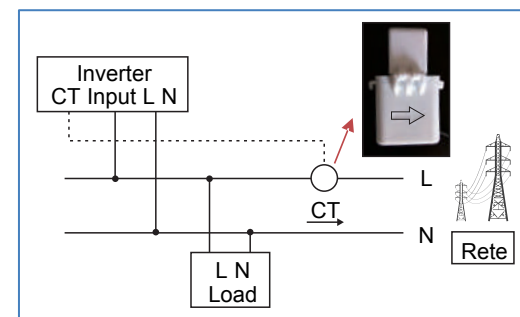 Inverter
CT Input L N
L
CT
N
Rete
L N
Load